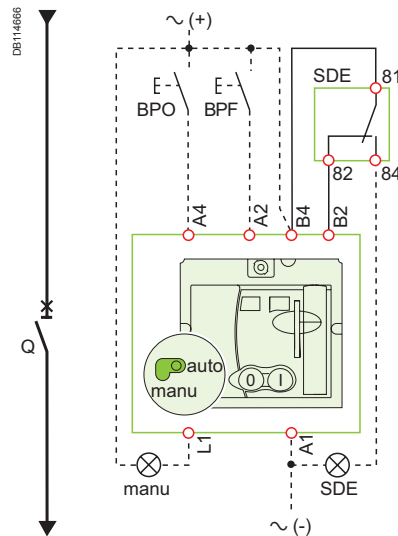 DB114666
∼ (+)
SDE
81
BPO
BPF
82
84
A4
A2
B4
B2
Q
auto
manu
0
I
L1
A1
manu
SDE
∼ (-)